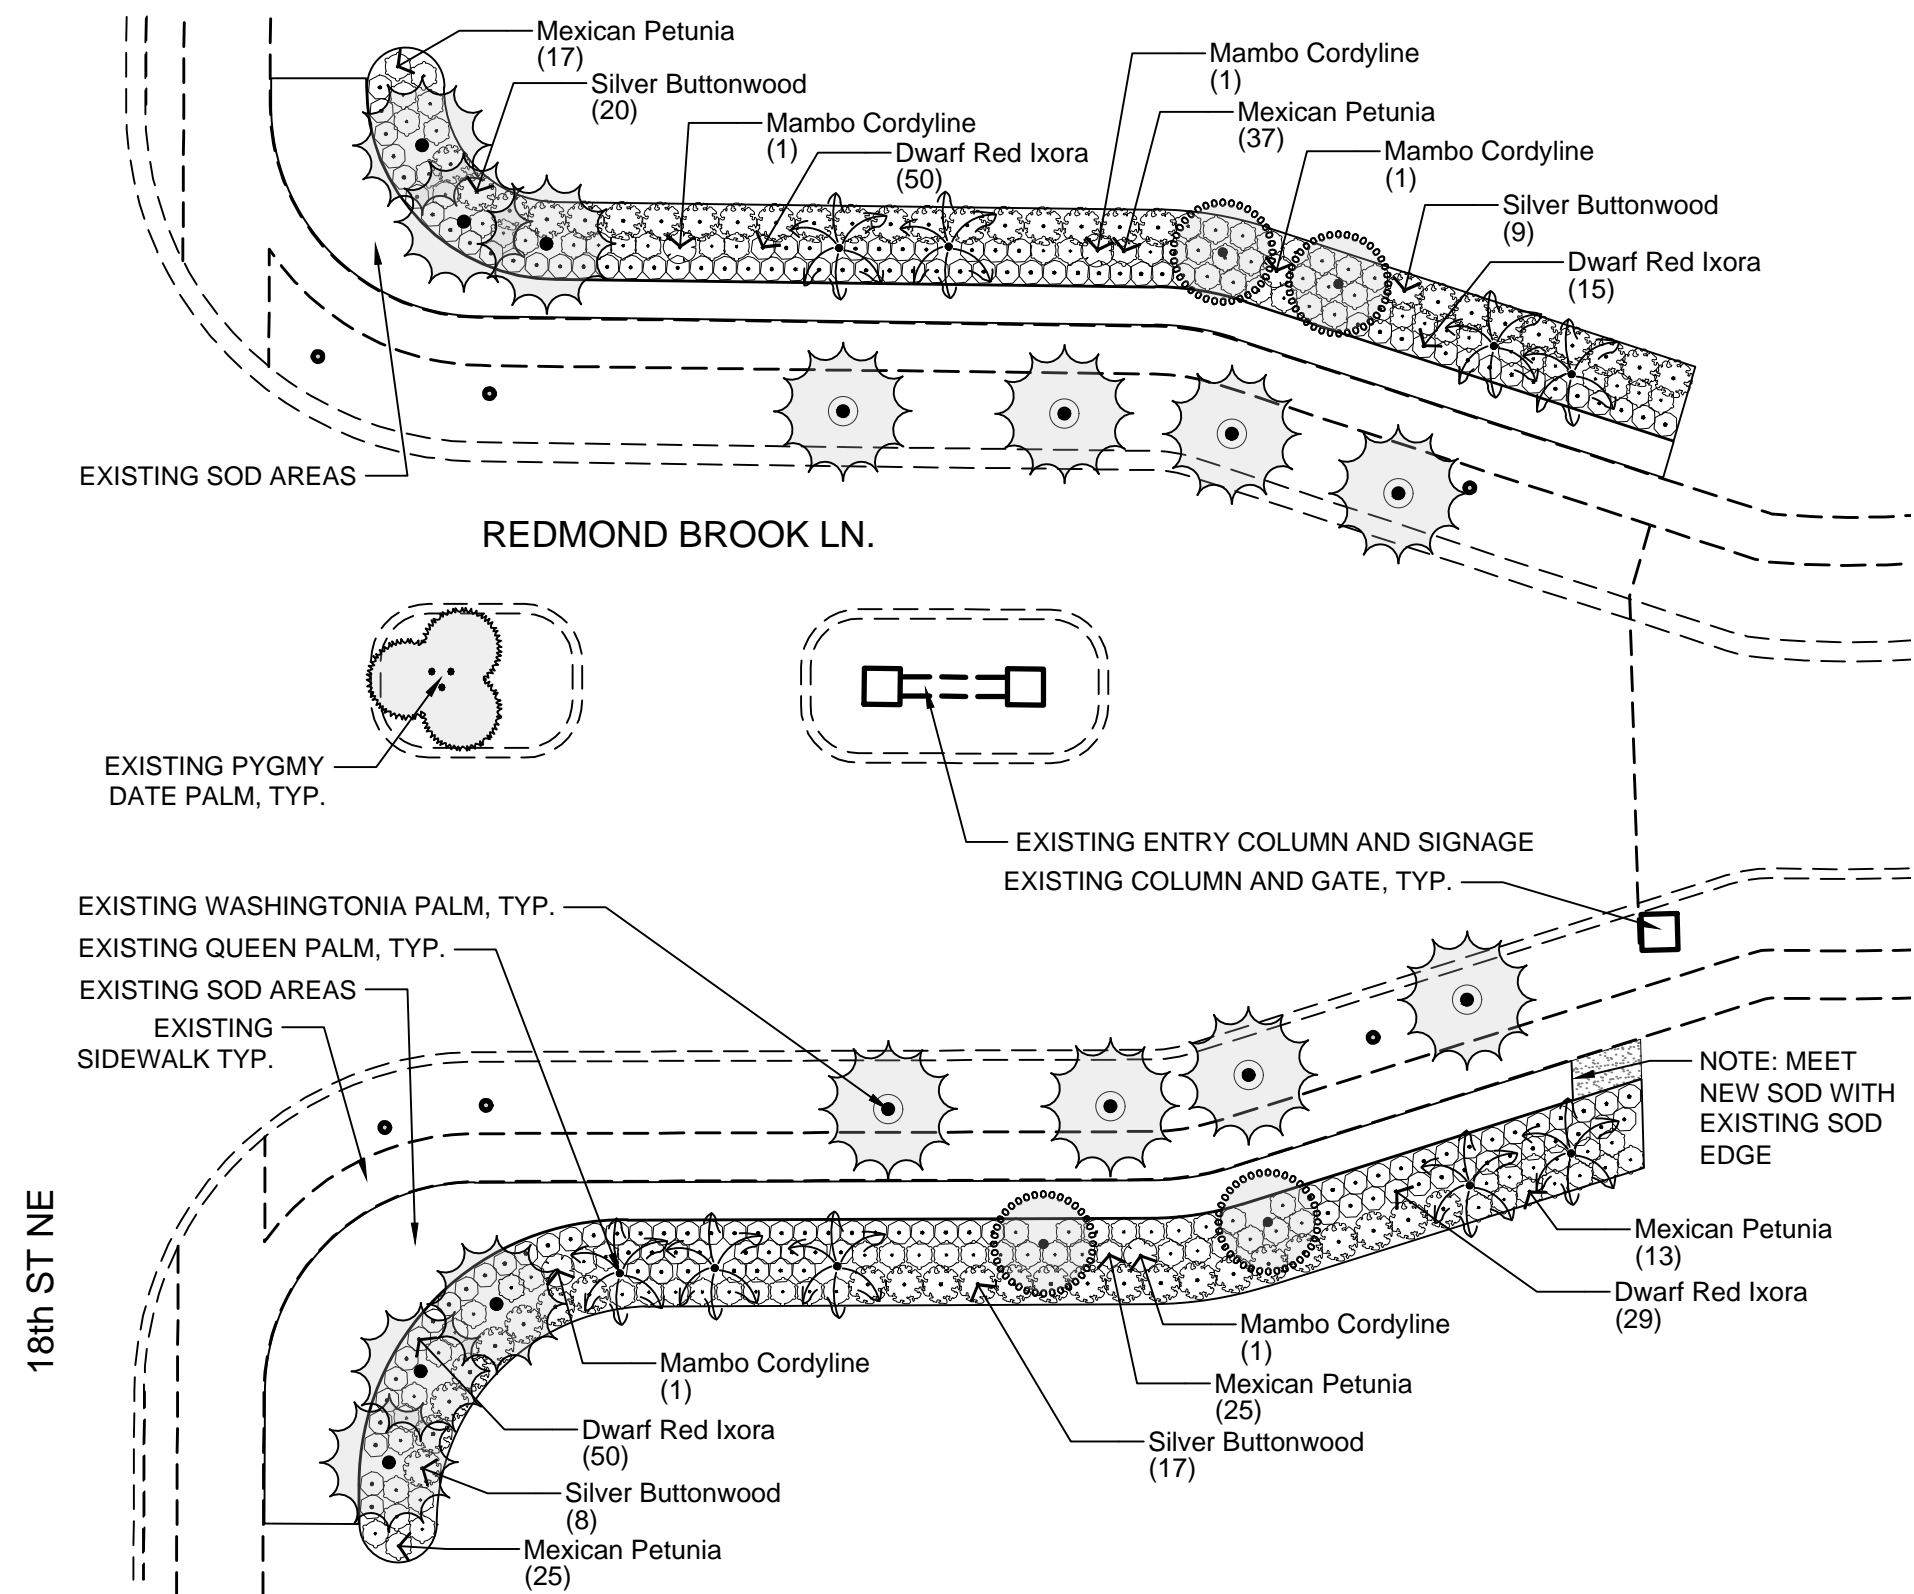 Mexican Petunia
(17)
Silver Buttonwood
(20)
Mambo Cordyline
(1)
Dwarf Red Ixora
(50)
Mambo Cordyline
(1)
Mexican Petunia
(37)
Mambo Cordyline
(1)
Silver Buttonwood
(9)
Dwarf Red Ixora
(15)
EXISTING SOD AREAS
REDMOND BROOK LN.
EXISTING PYGMY
DATE PALM, TYP.
EXISTING ENTRY COLUMN AND SIGNAGE
EXISTING COLUMN AND GATE, TYP.
EXISTING WASHINGTONIA PALM, TYP.
EXISTING QUEEN PALM, TYP.
EXISTING SOD AREAS
EXISTING
SIDEWALK TYP.
NOTE: MEET
NEW SOD WITH
EXISTING SOD
EDGE
18th ST NE
Mexican Petunia
(13)
Dwarf Red Ixora
(29)
Mambo Cordyline
(1)
Mexican Petunia
(25)
Silver Buttonwood
(17)
Mambo Cordyline
(1)
Dwarf Red Ixora
(50)
Silver Buttonwood
(8)
Mexican Petunia
(25)